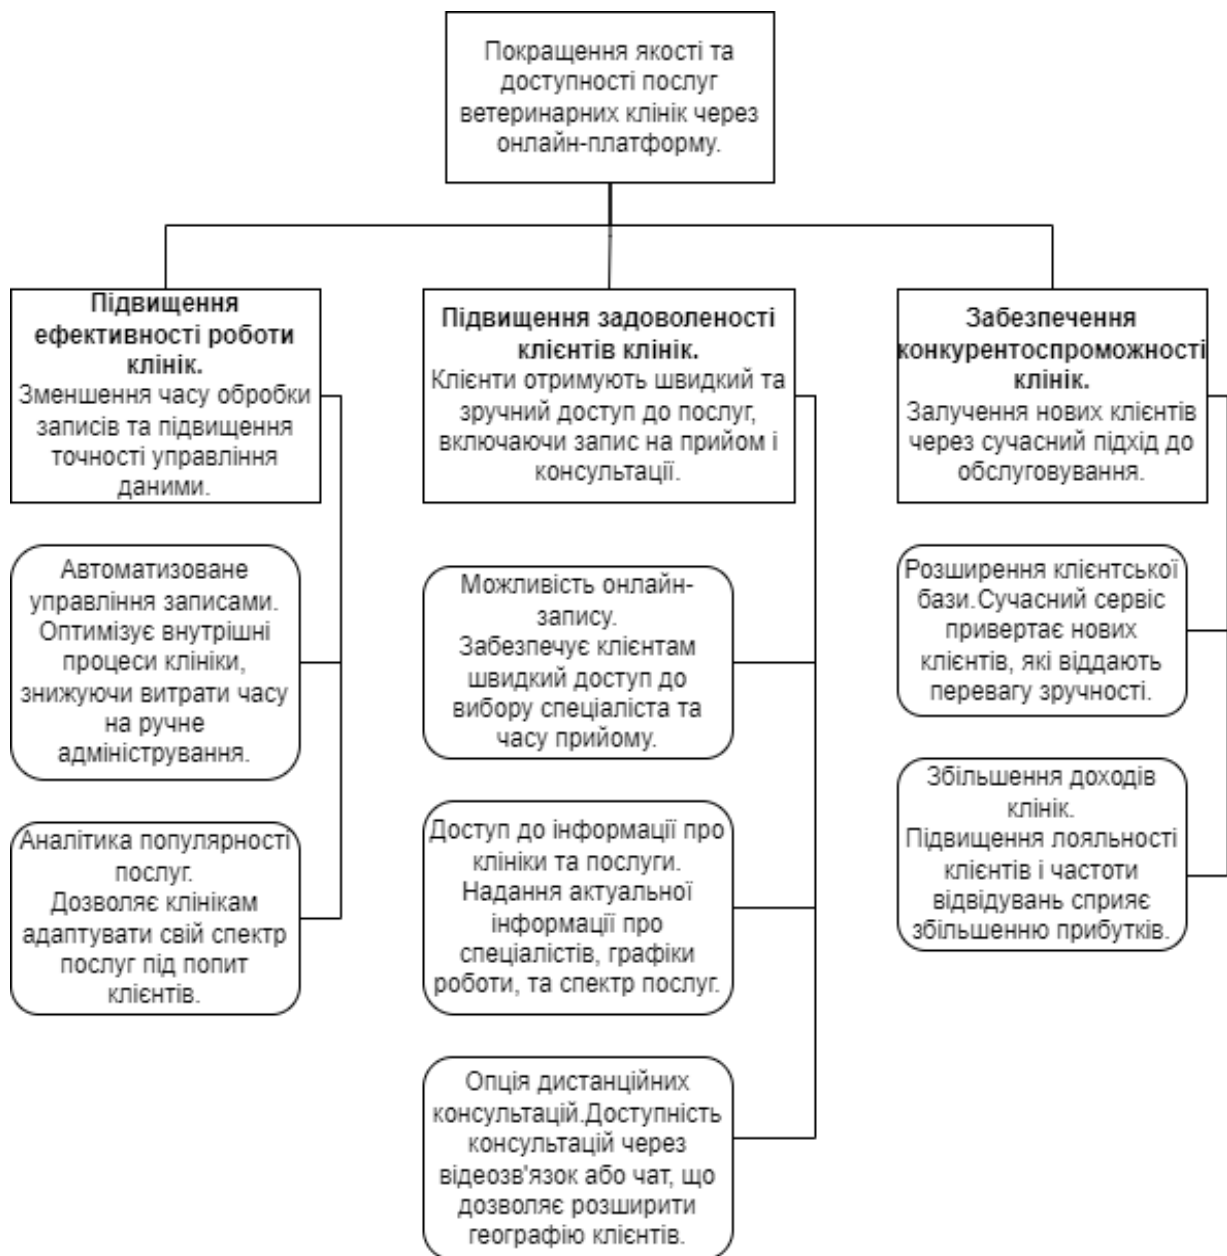 Покращення якості та
доступності послуг
ветеринарних клінік через
онлайн-платформу.
Підвищення
ефективності роботи
клінік.
Зменшення часу обробки
записів та підвищення
точності управління
даними.
Автоматизоване
управління записами.
Оптимізує внутрішні
процеси клініки,
знижуючи витрати часу
на ручне
адміністрування.
Аналітика популярності
послуг.
Дозволяє клінікам
адаптувати свій спектр
послуг під попит
клієнтів.
Підвищення задоволеності
клієнтів клінік.
Клієнти отримують швидкий та
зручний доступ до послуг,
включаючи запис на прийом і
консультації.
Можливість онлайн-
запису.
Забезпечує клієнтам
швидкий доступ до
вибору спеціаліста та
часу прийому.
Доступ до інформації про
клініки та послуги.
Надання актуальної
інформації про
спеціалістів, графіки
роботи, та спектр послуг.
Опція дистанційних
консультацій.Доступність
консультацій через
відеозв'язок або чат, що
дозволяє розширити
географію клієнтів.
Забезпечення
конкурентоспроможності
клінік.
Залучення нових клієнтів
через сучасний підхід до
обслуговування.
Розширення клієнтської
бази.Сучасний сервіс
привертає нових
клієнтів, які віддають
перевагу зручності.
Збільшення доходів
клінік.
Підвищення лояльності
клієнтів і частоти
відвідувань сприяє
збільшенню прибутків.